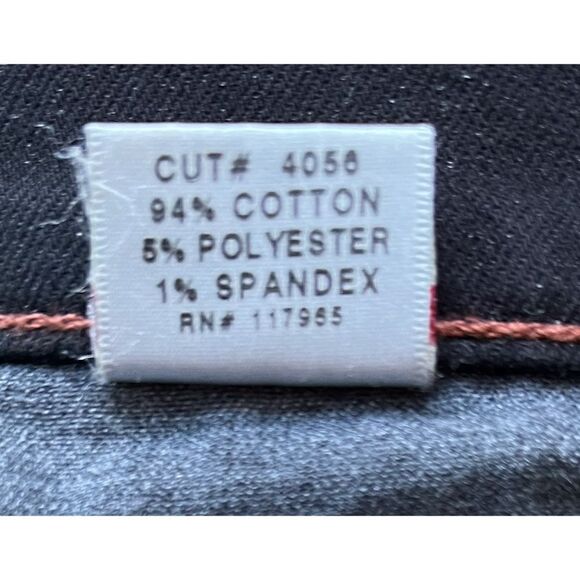 CUT# 4056
94% COTTON
5% POLYESTER
1% SPANDEX
RN# 117965